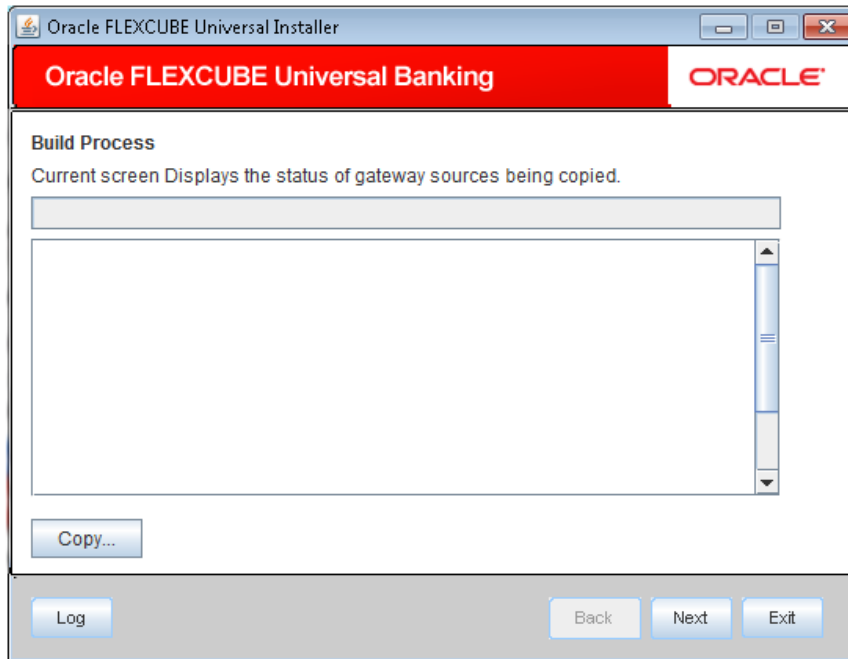 Oracle FLEXCUBE Universal Installer
Oracle FLEXCUBE Universal Banking
ORACLE
Build Process
Current screen Displays the status of gateway sources being copied.
Copy...
Log
Back
Next
Exit